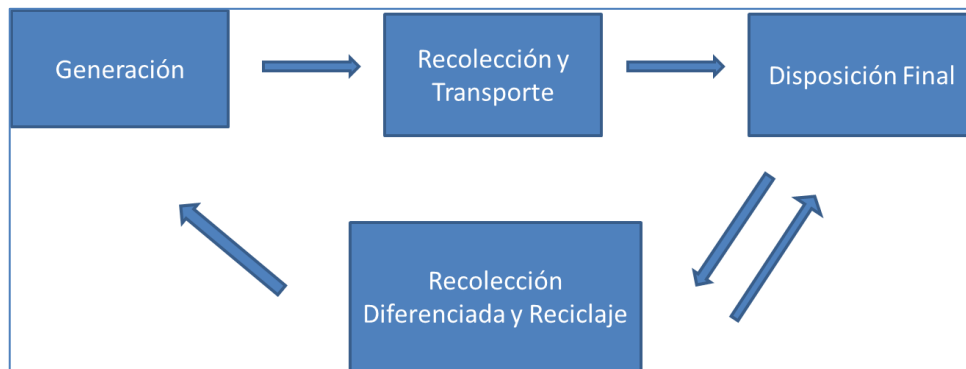 Generación
Recolección y
Transporte
Disposición Final
Recolección
Diferenciada y Reciclaje